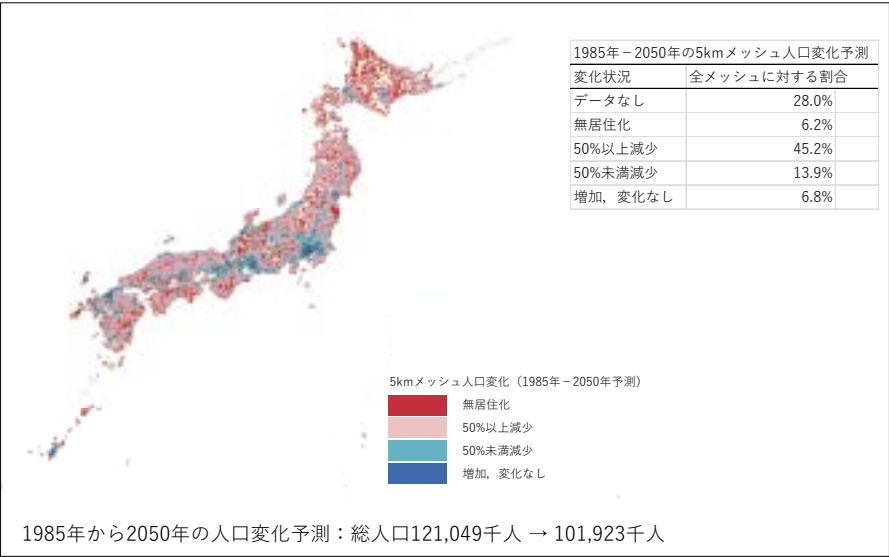 1985年－2050年の5kmメッシュ人口変化予測
変化状況 全メッシュに対する割合
データなし 28.0%
無居住化 6.2%
50%以上減少 45.2%
50%未満減少 13.9%
増加，変化なし 6.8%
5kmメッシュ人口変化（1985年－2050年予測）
無居住化
50%以上減少
50%未満減少
増加，変化なし
1985年から2050年の人口変化予測：総人口121,049千人 → 101,923千人